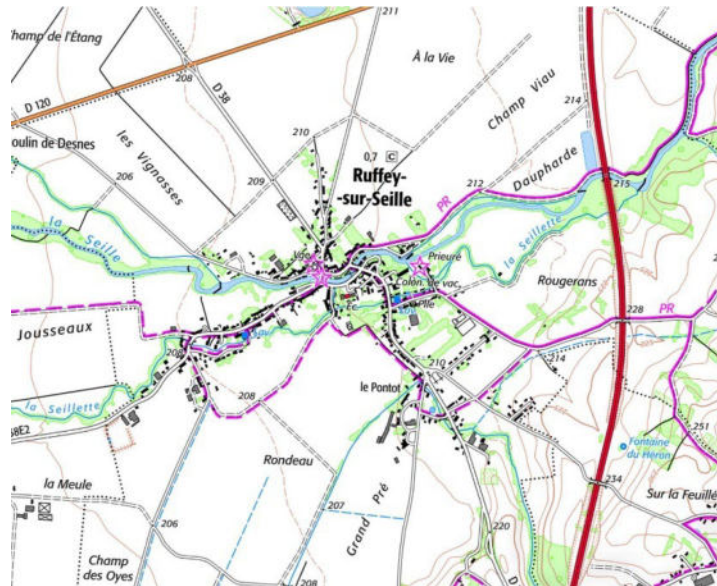 Champ de l'Étang
211
À la Vie
208
D 38
D 120
214
Champ Viau
210
oulin de Desnes
les Vignasses
0,7 C
Ruffey-
-sur-Seille
Daupharde
206
209
212
215
PR
la Seille
Prieuré
la Seillette
Colon. de vac.
Rougerans
228
PR
Jousseaux
208
210
214
le Pontot
208
la Seillette
251
Fontaine
du Héron
38E2
Rondeau
la Meule
Grand Pré
234
Sur la Feuillé
207
206
220
Champ
des Oyes
208
D